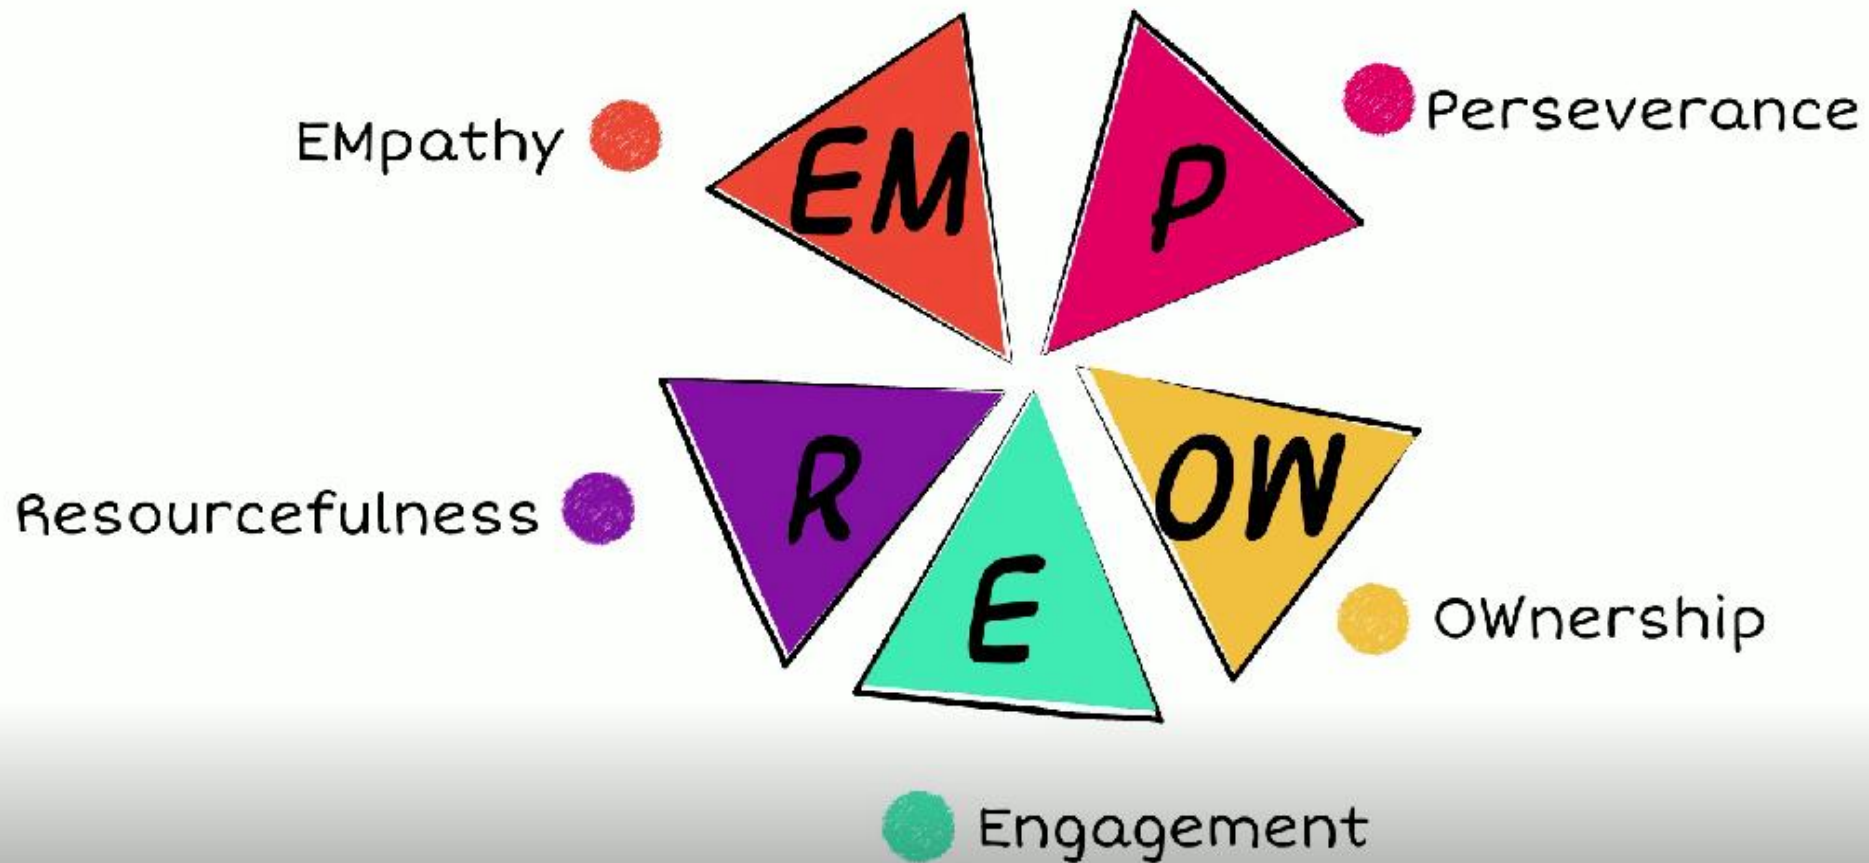 EMpathy
EM
P
Perseverance
Resourcefulness
R
E
OW
OWnership
Engagement